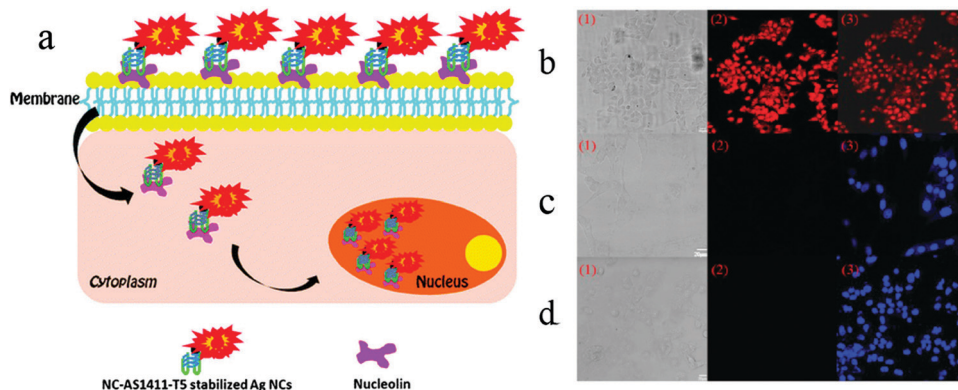 a
Membrane
Cytoplasm
Nucleus
NC-AS1411-T5 stabilized Ag NCs
Nucleolin
b
(1)
(2)
(3)
c
(1)
(2)
(3)
d
(1)
(2)
(3)